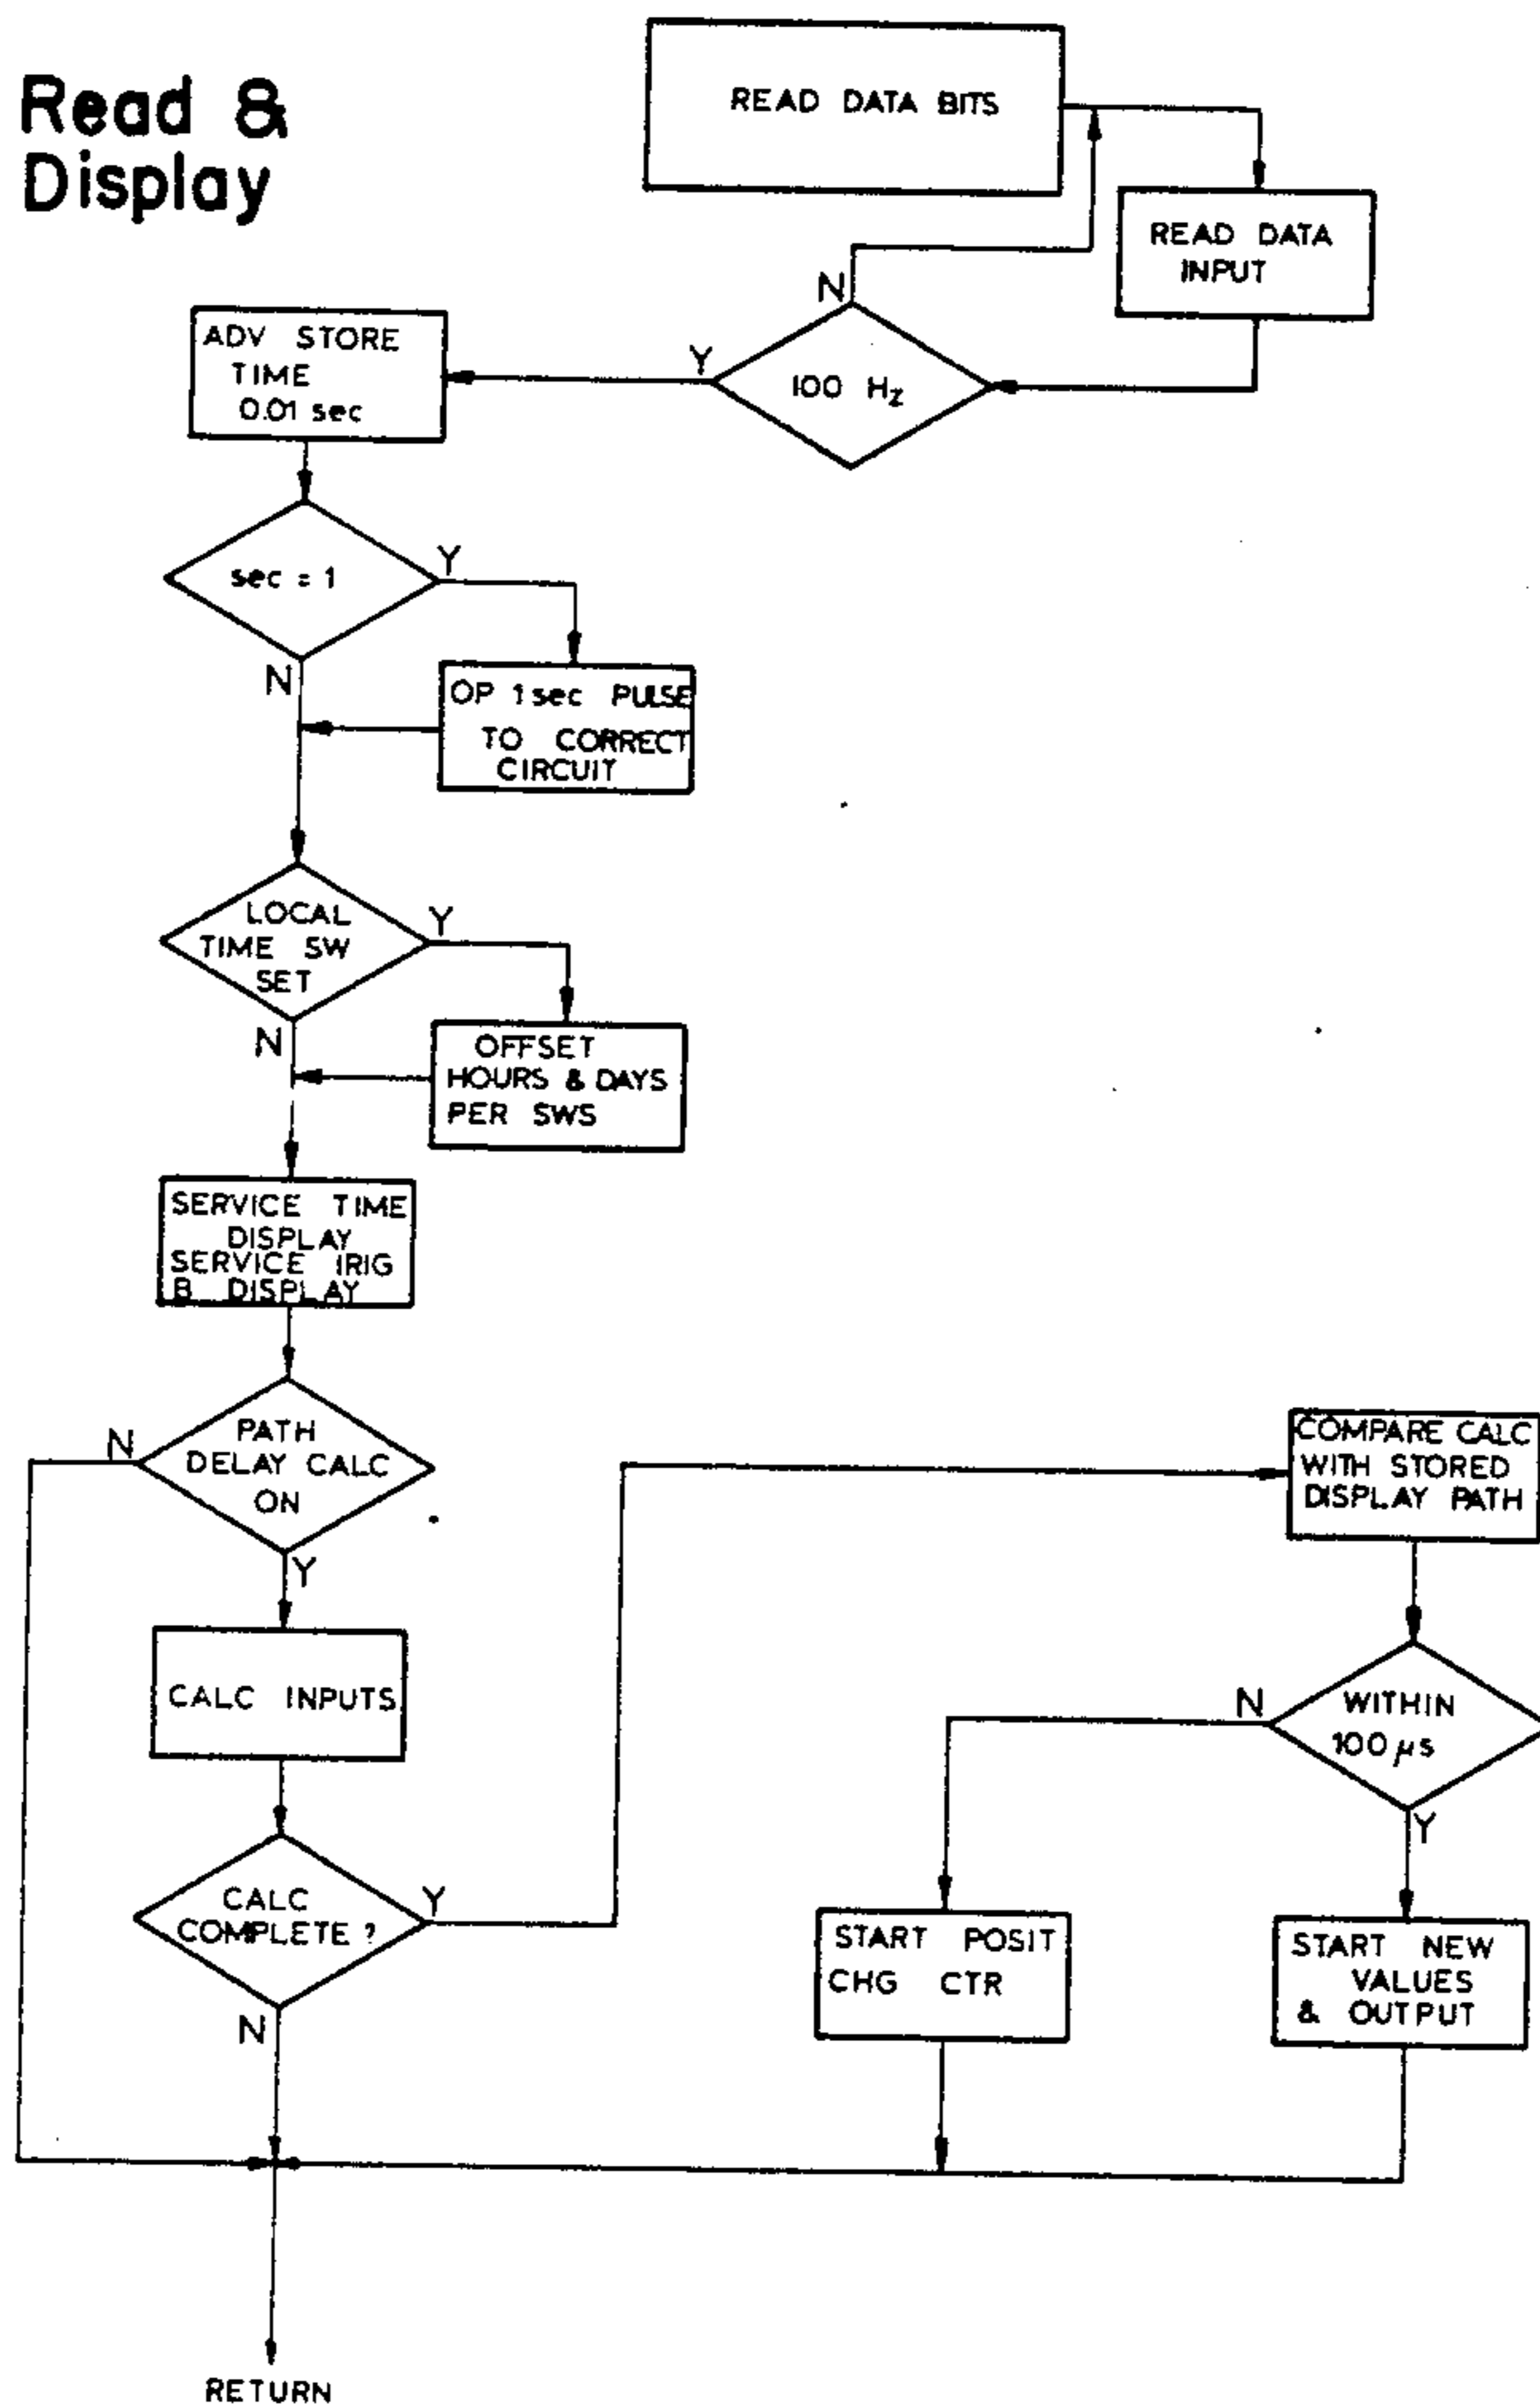 Read &
Display
READ DATA BITS
READ DATA
INPUT
N
Y
100 Hz
ADV STORE
TIME
0.01 sec
sec = 1
Y
N
OP 1 sec PULSE
TO CORRECT
CIRCUIT
LOCAL
TIME SW
SET
Y
N
OFFSET
HOURS & DAYS
PER SWS
SERVICE TIME
DISPLAY
SERVICE IRIG
B DISPLAY
PATH
DELAY CALC
ON
N
Y
CALC INPUTS
CALC
COMPLETE ?
Y
N
COMPARE CALC
WITH STORED
DISPLAY PATH
WITHIN
100 µs
N
Y
START POSIT
CHG CTR
START NEW
VALUES
& OUTPUT
RETURN